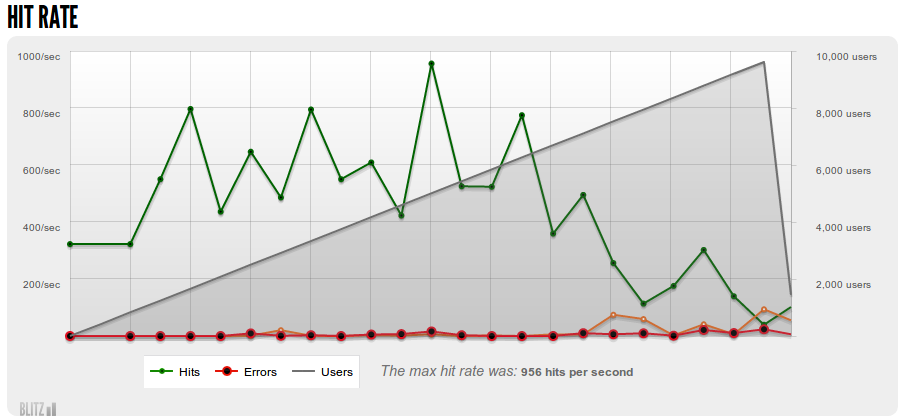 HIT RATE
1000/sec
800/sec
600/sec
400/sec
200/sec
10,000 users
8,000 users
6,000 users
4,000 users
2,000 users
Hits Errors Users
The max hit rate was: 956 hits per second
BLITZ